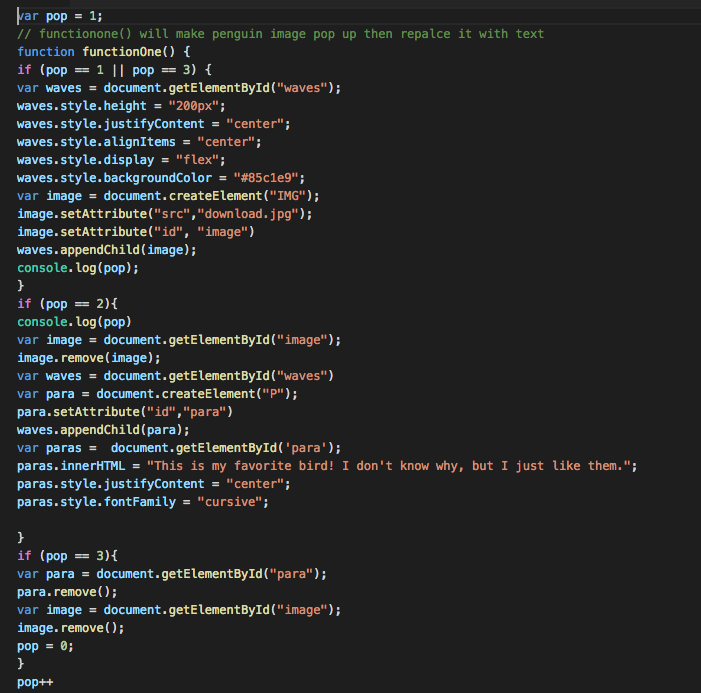 var pop = 1;
// functionone() will make penguin image pop up then repalce it with text
function functionOne() {
if (pop == 1 || pop == 3) {
var waves = document.getElementById("waves");
waves.style.height = "200px";
waves.style.justifyContent = "center";
waves.style.alignItems = "center";
waves.style.display = "flex";
waves.style.backgroundColor = "#85c1e9";
var image = document.createElement("IMG");
image.setAttribute("src","download.jpg");
image.setAttribute("id", "image")
waves.appendChild(image);
console.log(pop);
}
if (pop == 2){
console.log(pop)
var image = document.getElementById("image");
image.remove(image);
var waves = document.getElementById("waves")
var para = document.createElement("P");
para.setAttribute("id","para")
waves.appendChild(para);
var paras =  document.getElementById('para');
paras.innerHTML = "This is my favorite bird! I don't know why, but I just like them.";
paras.style.justifyContent = "center";
paras.style.fontFamily = "cursive";
}
if (pop == 3){
var para = document.getElementById("para");
para.remove();
var image = document.getElementById("image");
image.remove();
pop = 0;
}
pop++